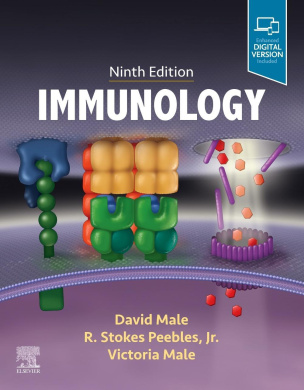 Enhanced
DIGITAL
VERSION
Included
Ninth Edition
IMMUNOLOGY
David Male
R. Stokes Peebles, Jr.
Victoria Male
ELSEVIER